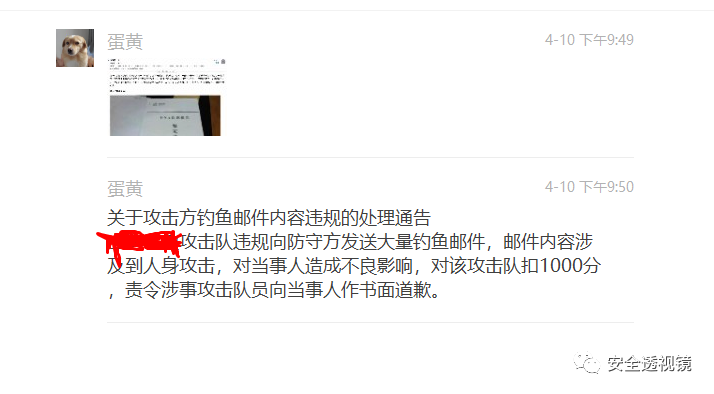 蛋黄
4-10 下午9:49
蛋黄
4-10 下午9:50
关于攻击方钓鱼邮件内容违规的处理通告
攻击队违规向防守方发送大量钓鱼邮件，邮件内容涉
及到人身攻击，对当事人造成不良影响，对该攻击队扣1000分
，责令涉事攻击队员向当事人作书面道歉。
安全透视镜